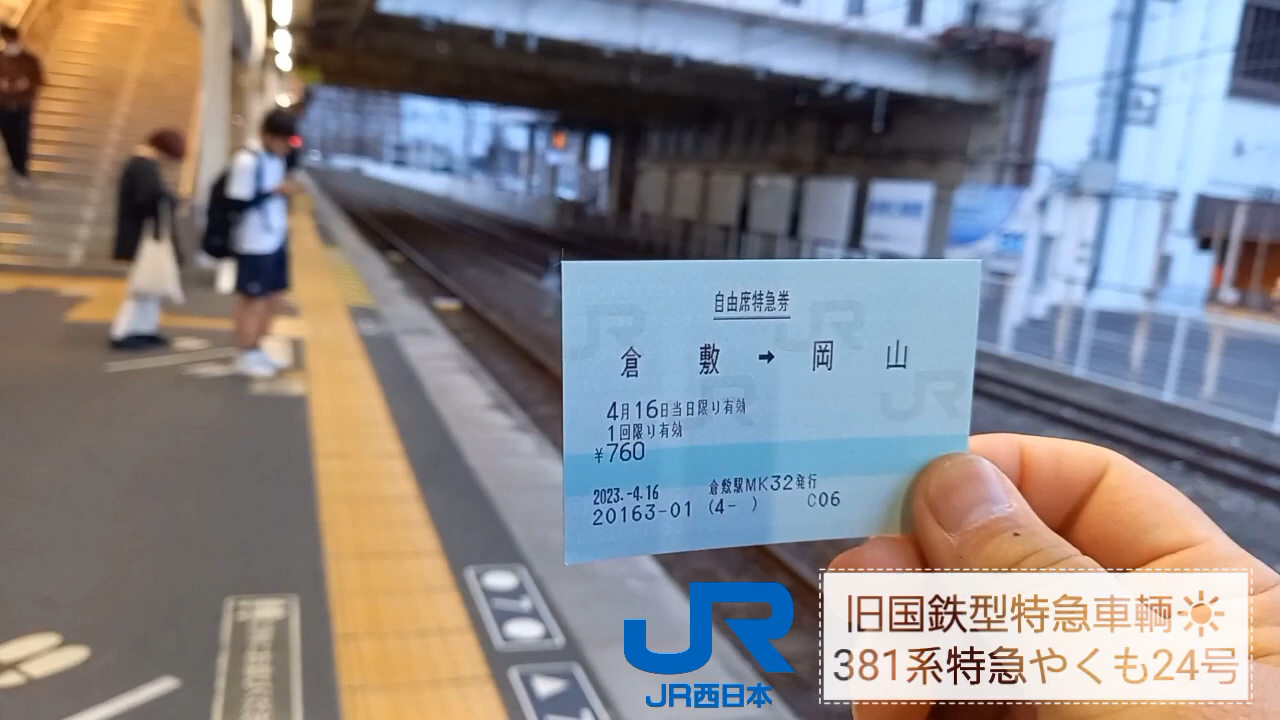 自由席特急券
倉敷➡岡山
4月16日当日限り有効
1回限り有効
¥760
2023.-4.16 倉敷駅MK32発行
20163-01 (4- ) C06
JR
JR西日本
旧国鉄型特急車輌☀
381系特急やくも24号